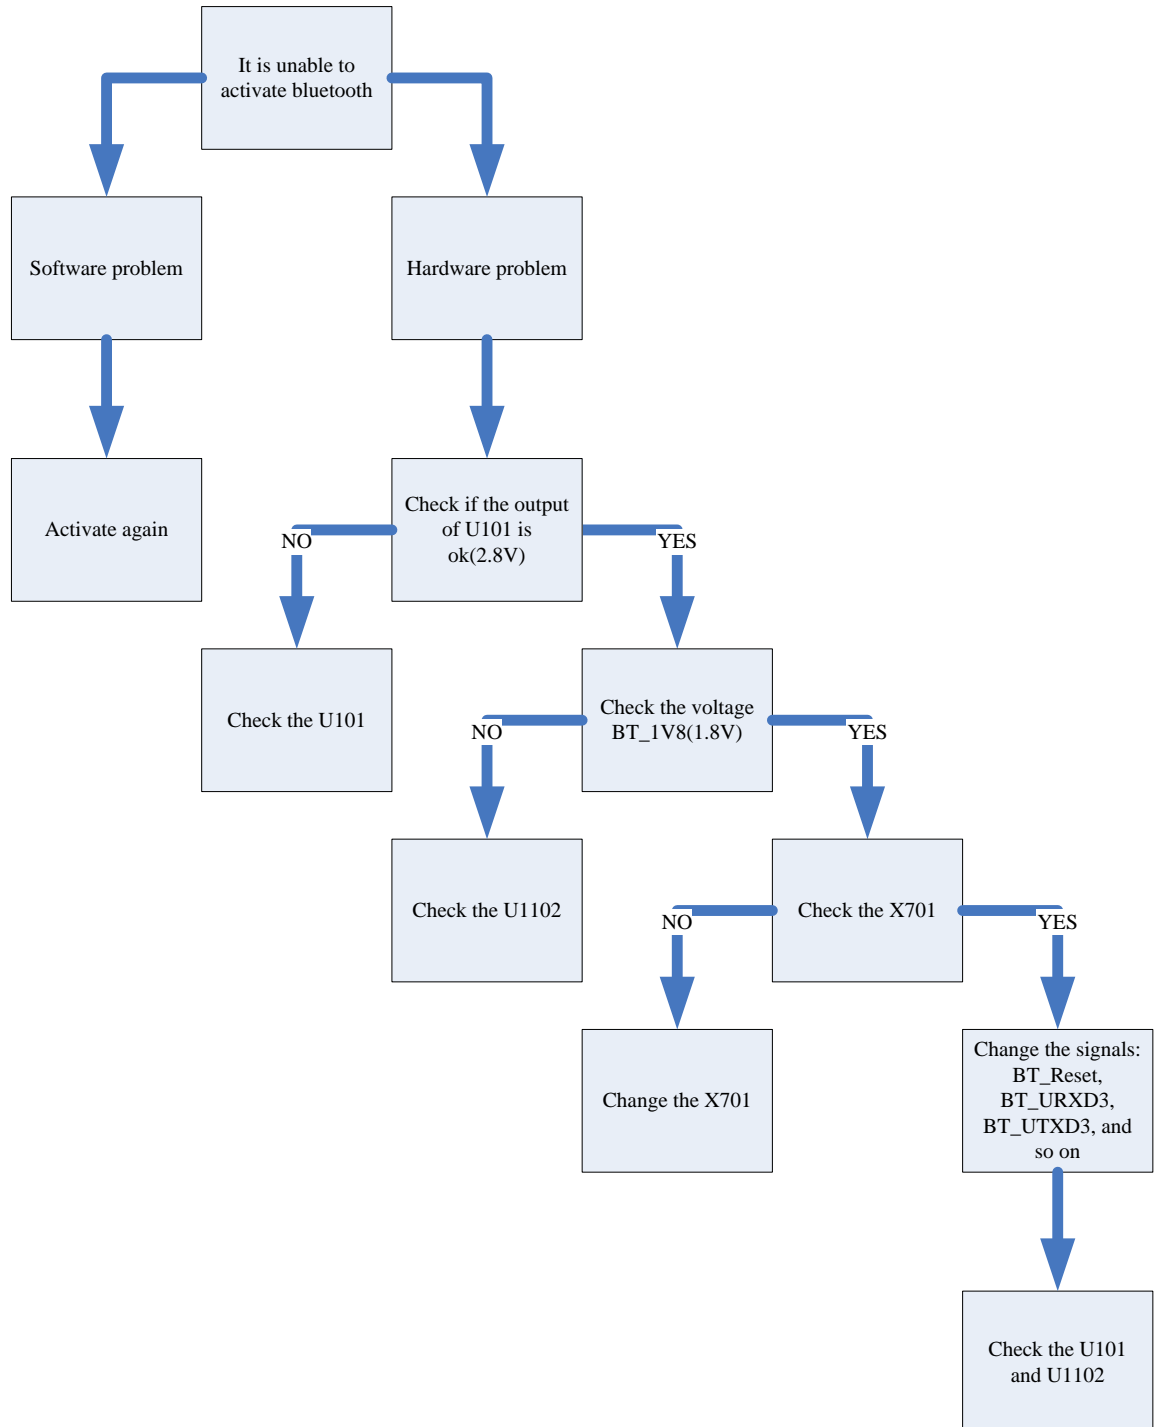 It is unable to
activate bluetooth
Software problem
Hardware problem
Activate again
Check if the output
of U101 is
ok(2.8V)
NO
YES
Check the U101
Check the voltage
BT_1V8(1.8V)
NO
YES
Check the U1102
Check the X701
NO
YES
Change the X701
Change the signals:
BT_Reset,
BT_URXD3,
BT_UTXD3, and
so on
Check the U101
and U1102